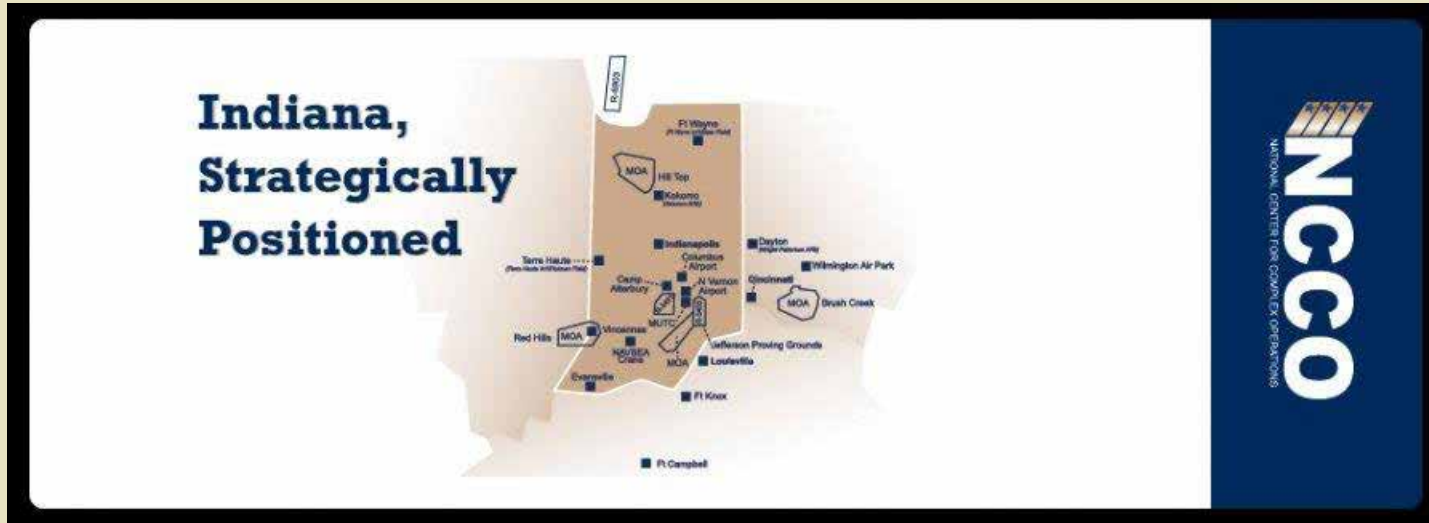 Indiana,
Strategically
Positioned
R-6903
Ft Wayne
MOA
Hill Top
Kokomo
Indianapolis
Dayton
Terre Haute
Columbus
Airport
Wilmington Air Park
Camp
Atterbury
N Vernon
Airport
Cincinnati
MOA
Brush Creek
MUTC
Red Hills
MOA
Vincennes
NAVSEA
Crane
Jefferson Proving Grounds
MOA
Louisville
Evansville
Ft Knox
Ft Campbell
NCCO
NATIONAL CENTER FOR COMPLEX OPERATIONS